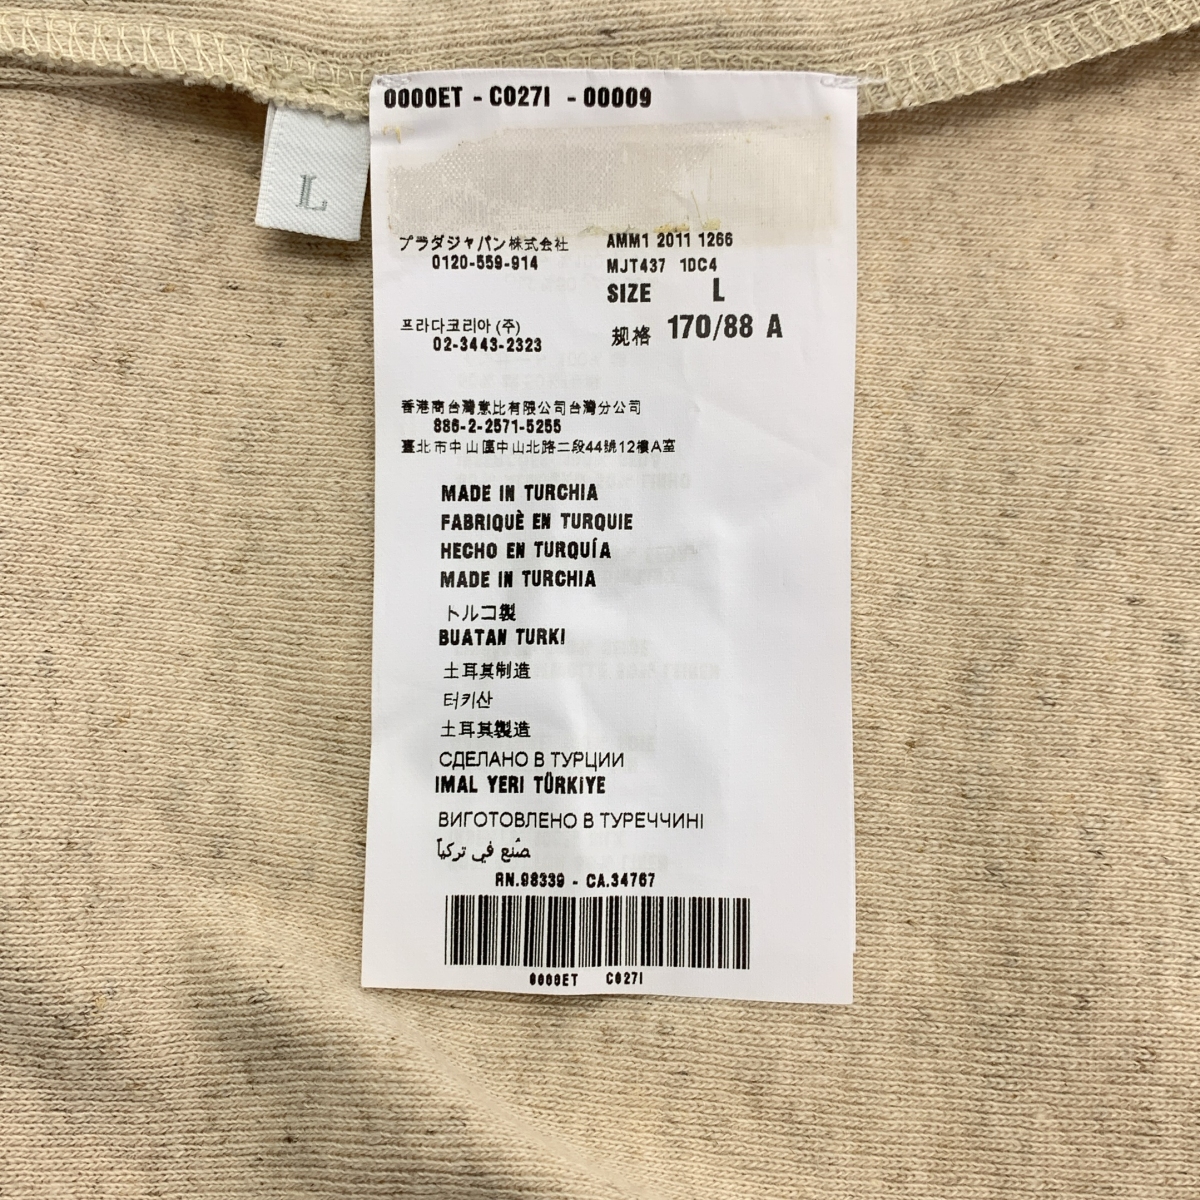 0000ET - C027I - 00009
L
プラダジャパン株式会社
0120-559-914
AMM1 2011 1266
MJT437 1DC4
SIZE L
规格 170/88 A
프라다코리아 (주)
02-3443-2323
香港商台灣意比有限公司台灣分公司
886-2-2571-5255
臺北市中山區中山北路二段44號12樓A室
MADE IN TURCHIA
FABRIQUÈ EN TURQUIE
HECHO EN TURQUÍA
MADE IN TURCHIA
トルコ製
BUATAN TURKI
土耳其制造
터키산
土耳其製造
СДЕЛАНО В ТУРЦИИ
IMAL YERI TÜRKİYE
ВИГОТОВЛЕНО В ТУРЕЧЧИНІ
صُنع في تركياً
RN.98339 - CA.34767
0000ET C027I